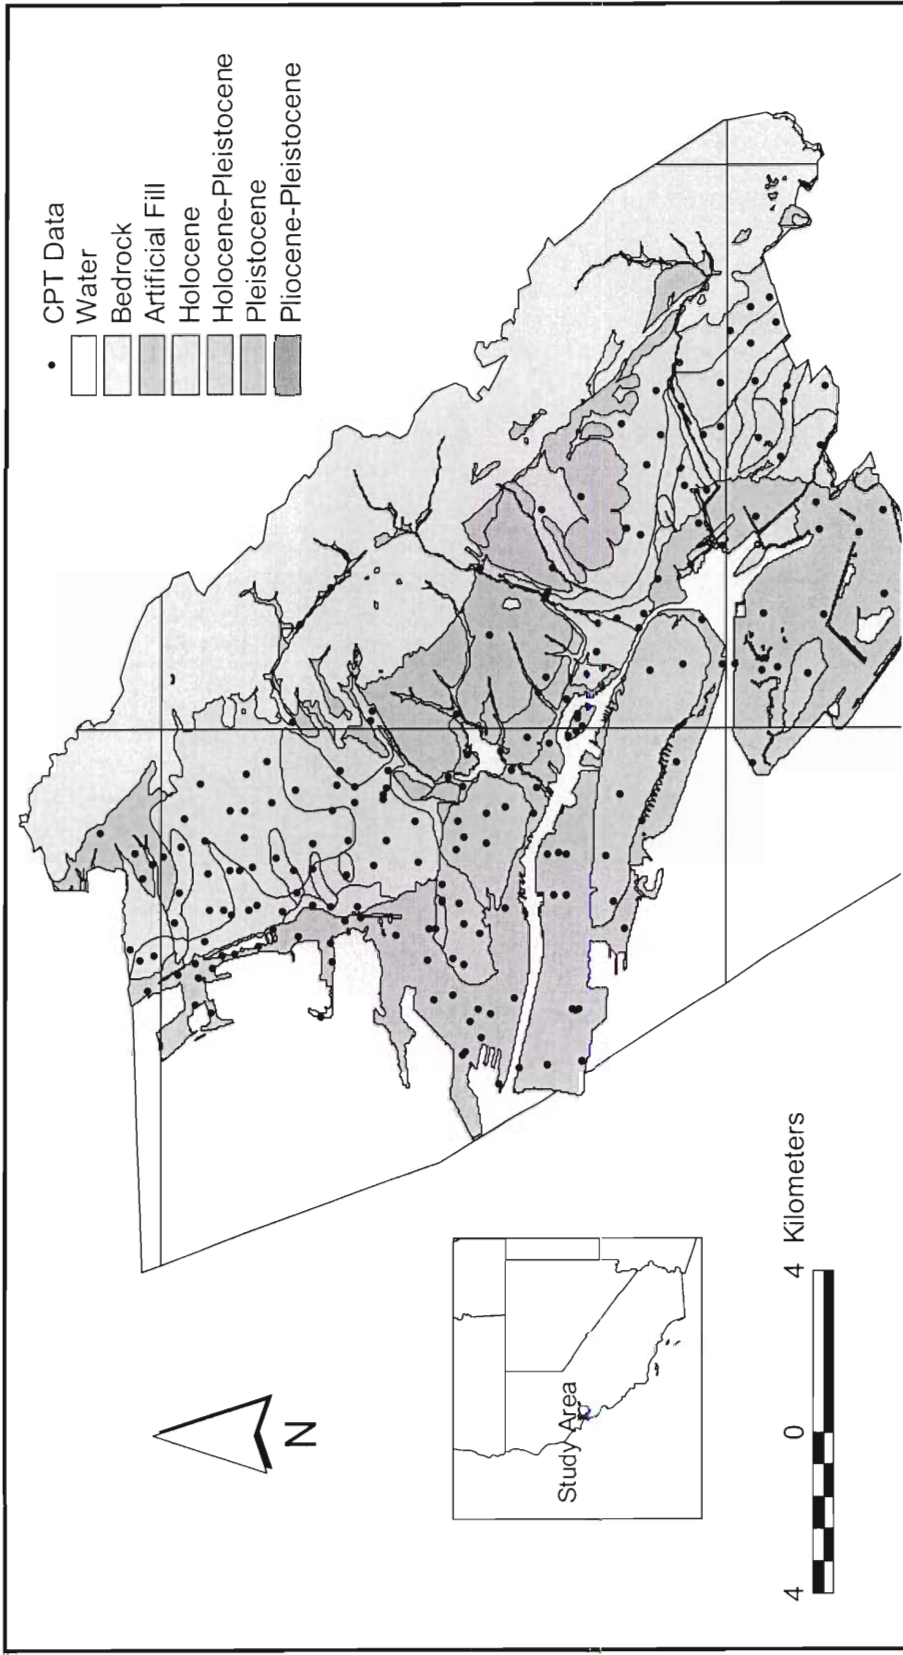 CPT Data
Water
Bedrock
Artificial Fill
Holocene
Holocene-Pleistocene
Pleistocene
Pliocene-Pleistocene
N
Study Area
4 0 4 Kilometers